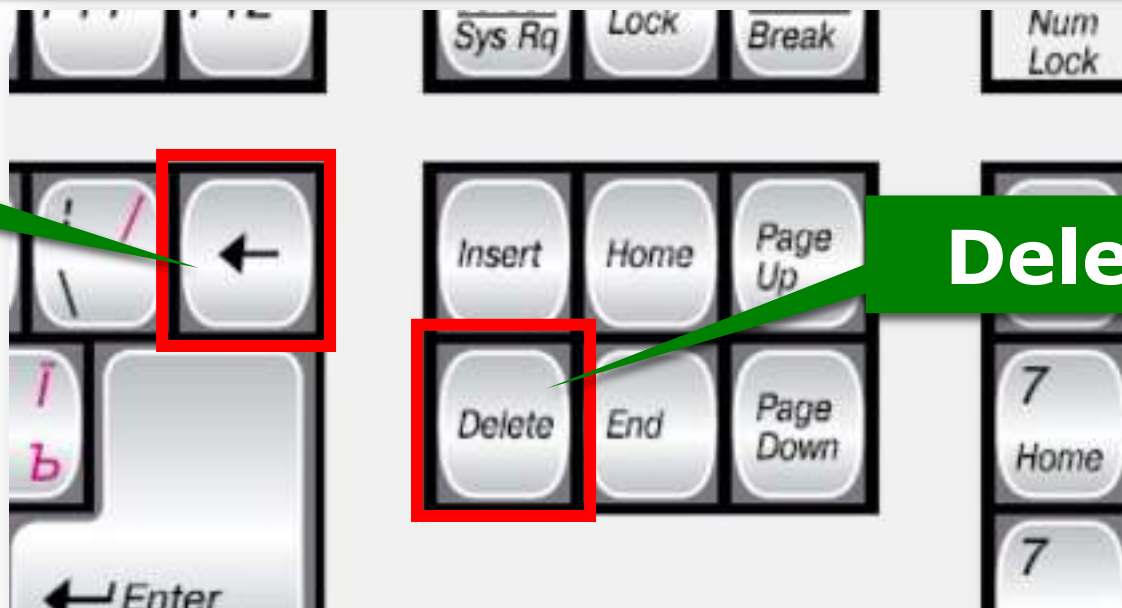 Sys Rq
Lock
Break
Num
Lock
! /
\
Insert
Home
Page
Up
Dele
Delete
End
Page
Down
Ї
Ъ
7
Home
7
Enter